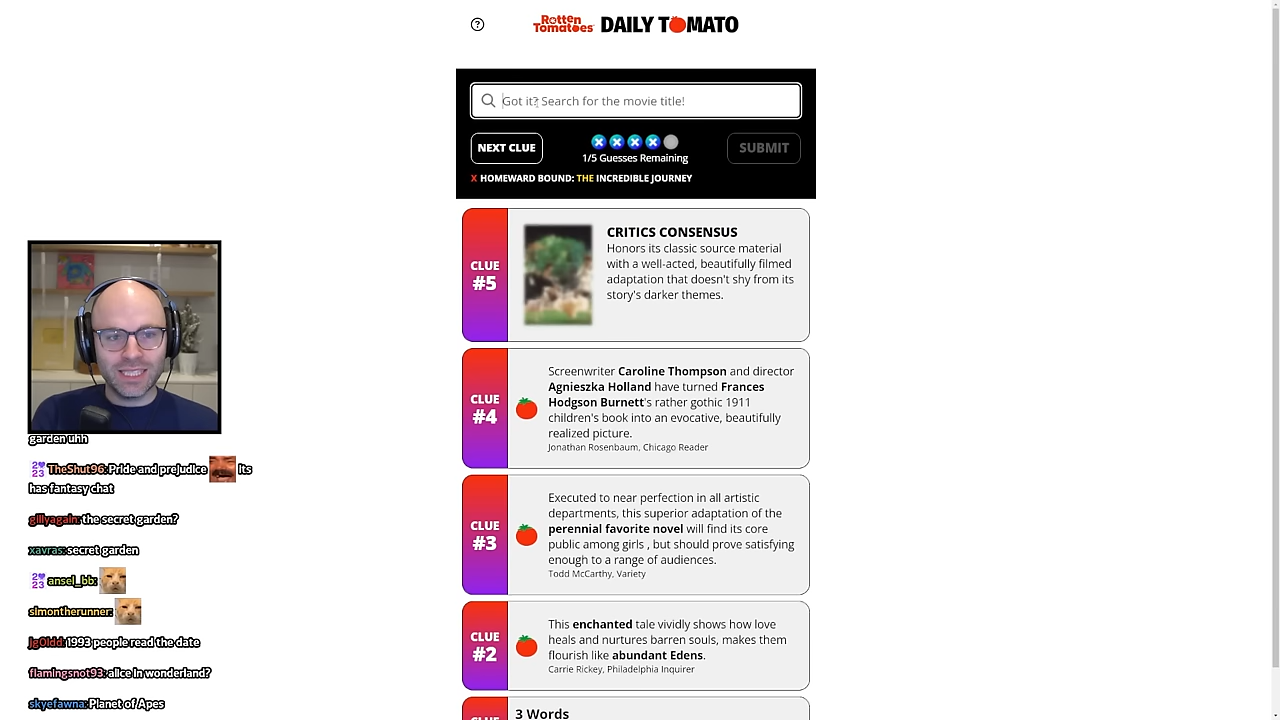 Rotten
Tomatoes
DAILY TOMATO
Got it? Search for the movie title!
NEXT CLUE
1/5 Guesses Remaining
SUBMIT
X HOMEWARD BOUND: THE INCREDIBLE JOURNEY
CLUE
#5
CRITICS CONSENSUS
Honors its classic source material
with a well-acted, beautifully filmed
adaptation that doesn't shy from its
story's darker themes.
CLUE
#4
Screenwriter Caroline Thompson and director
Agnieszka Holland have turned Frances
Hodgson Burnett's rather gothic 1911
children's book into an evocative, beautifully
realized picture.
Jonathan Rosenbaum, Chicago Reader
CLUE
#3
Executed to near perfection in all artistic
departments, this superior adaptation of the
perennial favorite novel will find its core
public among girls , but should prove satisfying
enough to a range of audiences.
Todd McCarthy, Variety
CLUE
#2
This enchanted tale vividly shows how love
heals and nurtures barren souls, makes them
flourish like abundant Edens.
Carrie Rickey, Philadelphia Inquirer
CLUE
3 Words
garden uhh
TheShut96: Pride and prejudice its
has fantasy chat
gillyagain: the secret garden?
xavras: secret garden
ansel_bb:
simontherunner:
jg0ldd: 1993 people read the date
flamingsnot93: alice in wonderland?
skyefawna: Planet of Apes